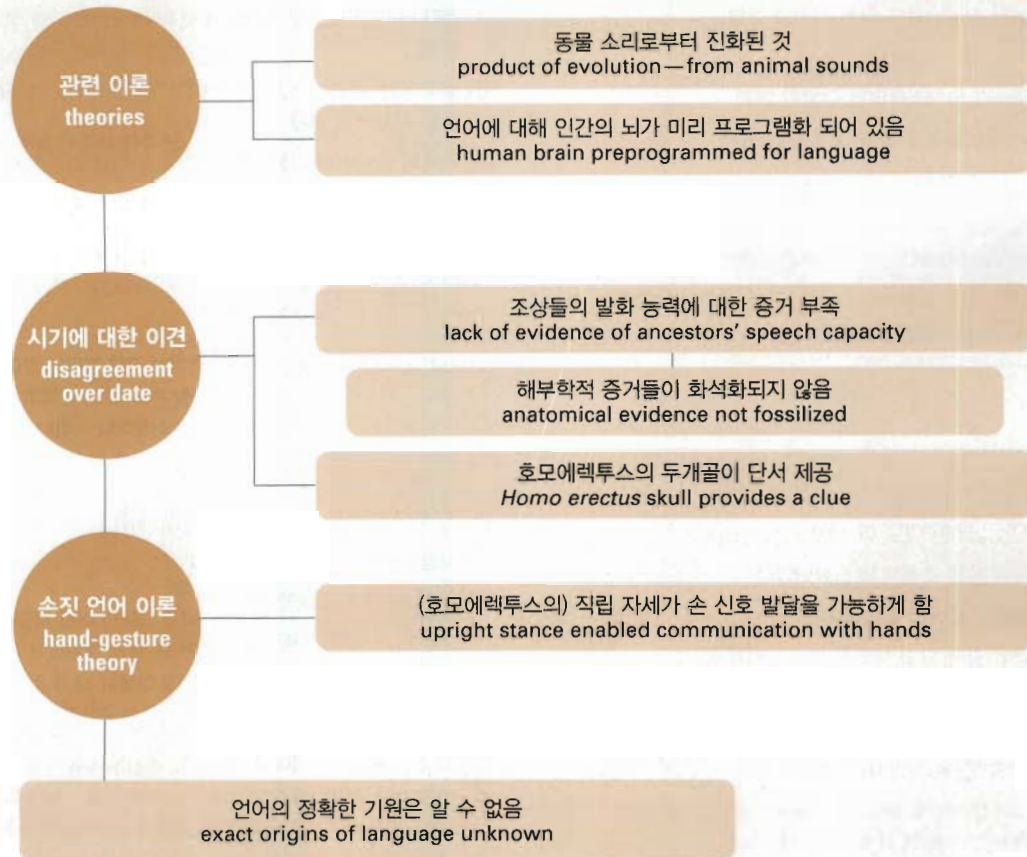 관련 이론
theories
동물 소리로부터 진화된 것
product of evolution—from animal sounds
언어에 대해 인간의 뇌가 미리 프로그램화 되어 있음
human brain preprogrammed for language
시기에 대한 이견
disagreement
over date
조상들의 발화 능력에 대한 증거 부족
lack of evidence of ancestors' speech capacity
해부학적 증거들이 화석화되지 않음
anatomical evidence not fossilized
호모에렉투스의 두개골이 단서 제공
Homo erectus skull provides a clue
손짓 언어 이론
hand-gesture
theory
(호모에렉투스의) 직립 자세가 손 신호 발달을 가능하게 함
upright stance enabled communication with hands
언어의 정확한 기원은 알 수 없음
exact origins of language unknown